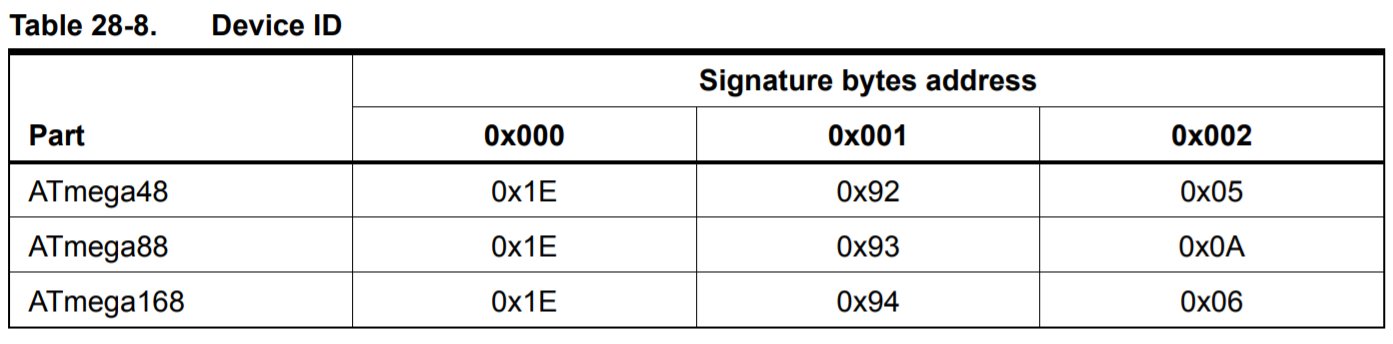 Table 28-8. Device ID
Signature bytes address
Part 0x000 0x001 0x002
ATmega48 0x1E 0x92 0x05
ATmega88 0x1E 0x93 0x0A
ATmega168 0x1E 0x94 0x06